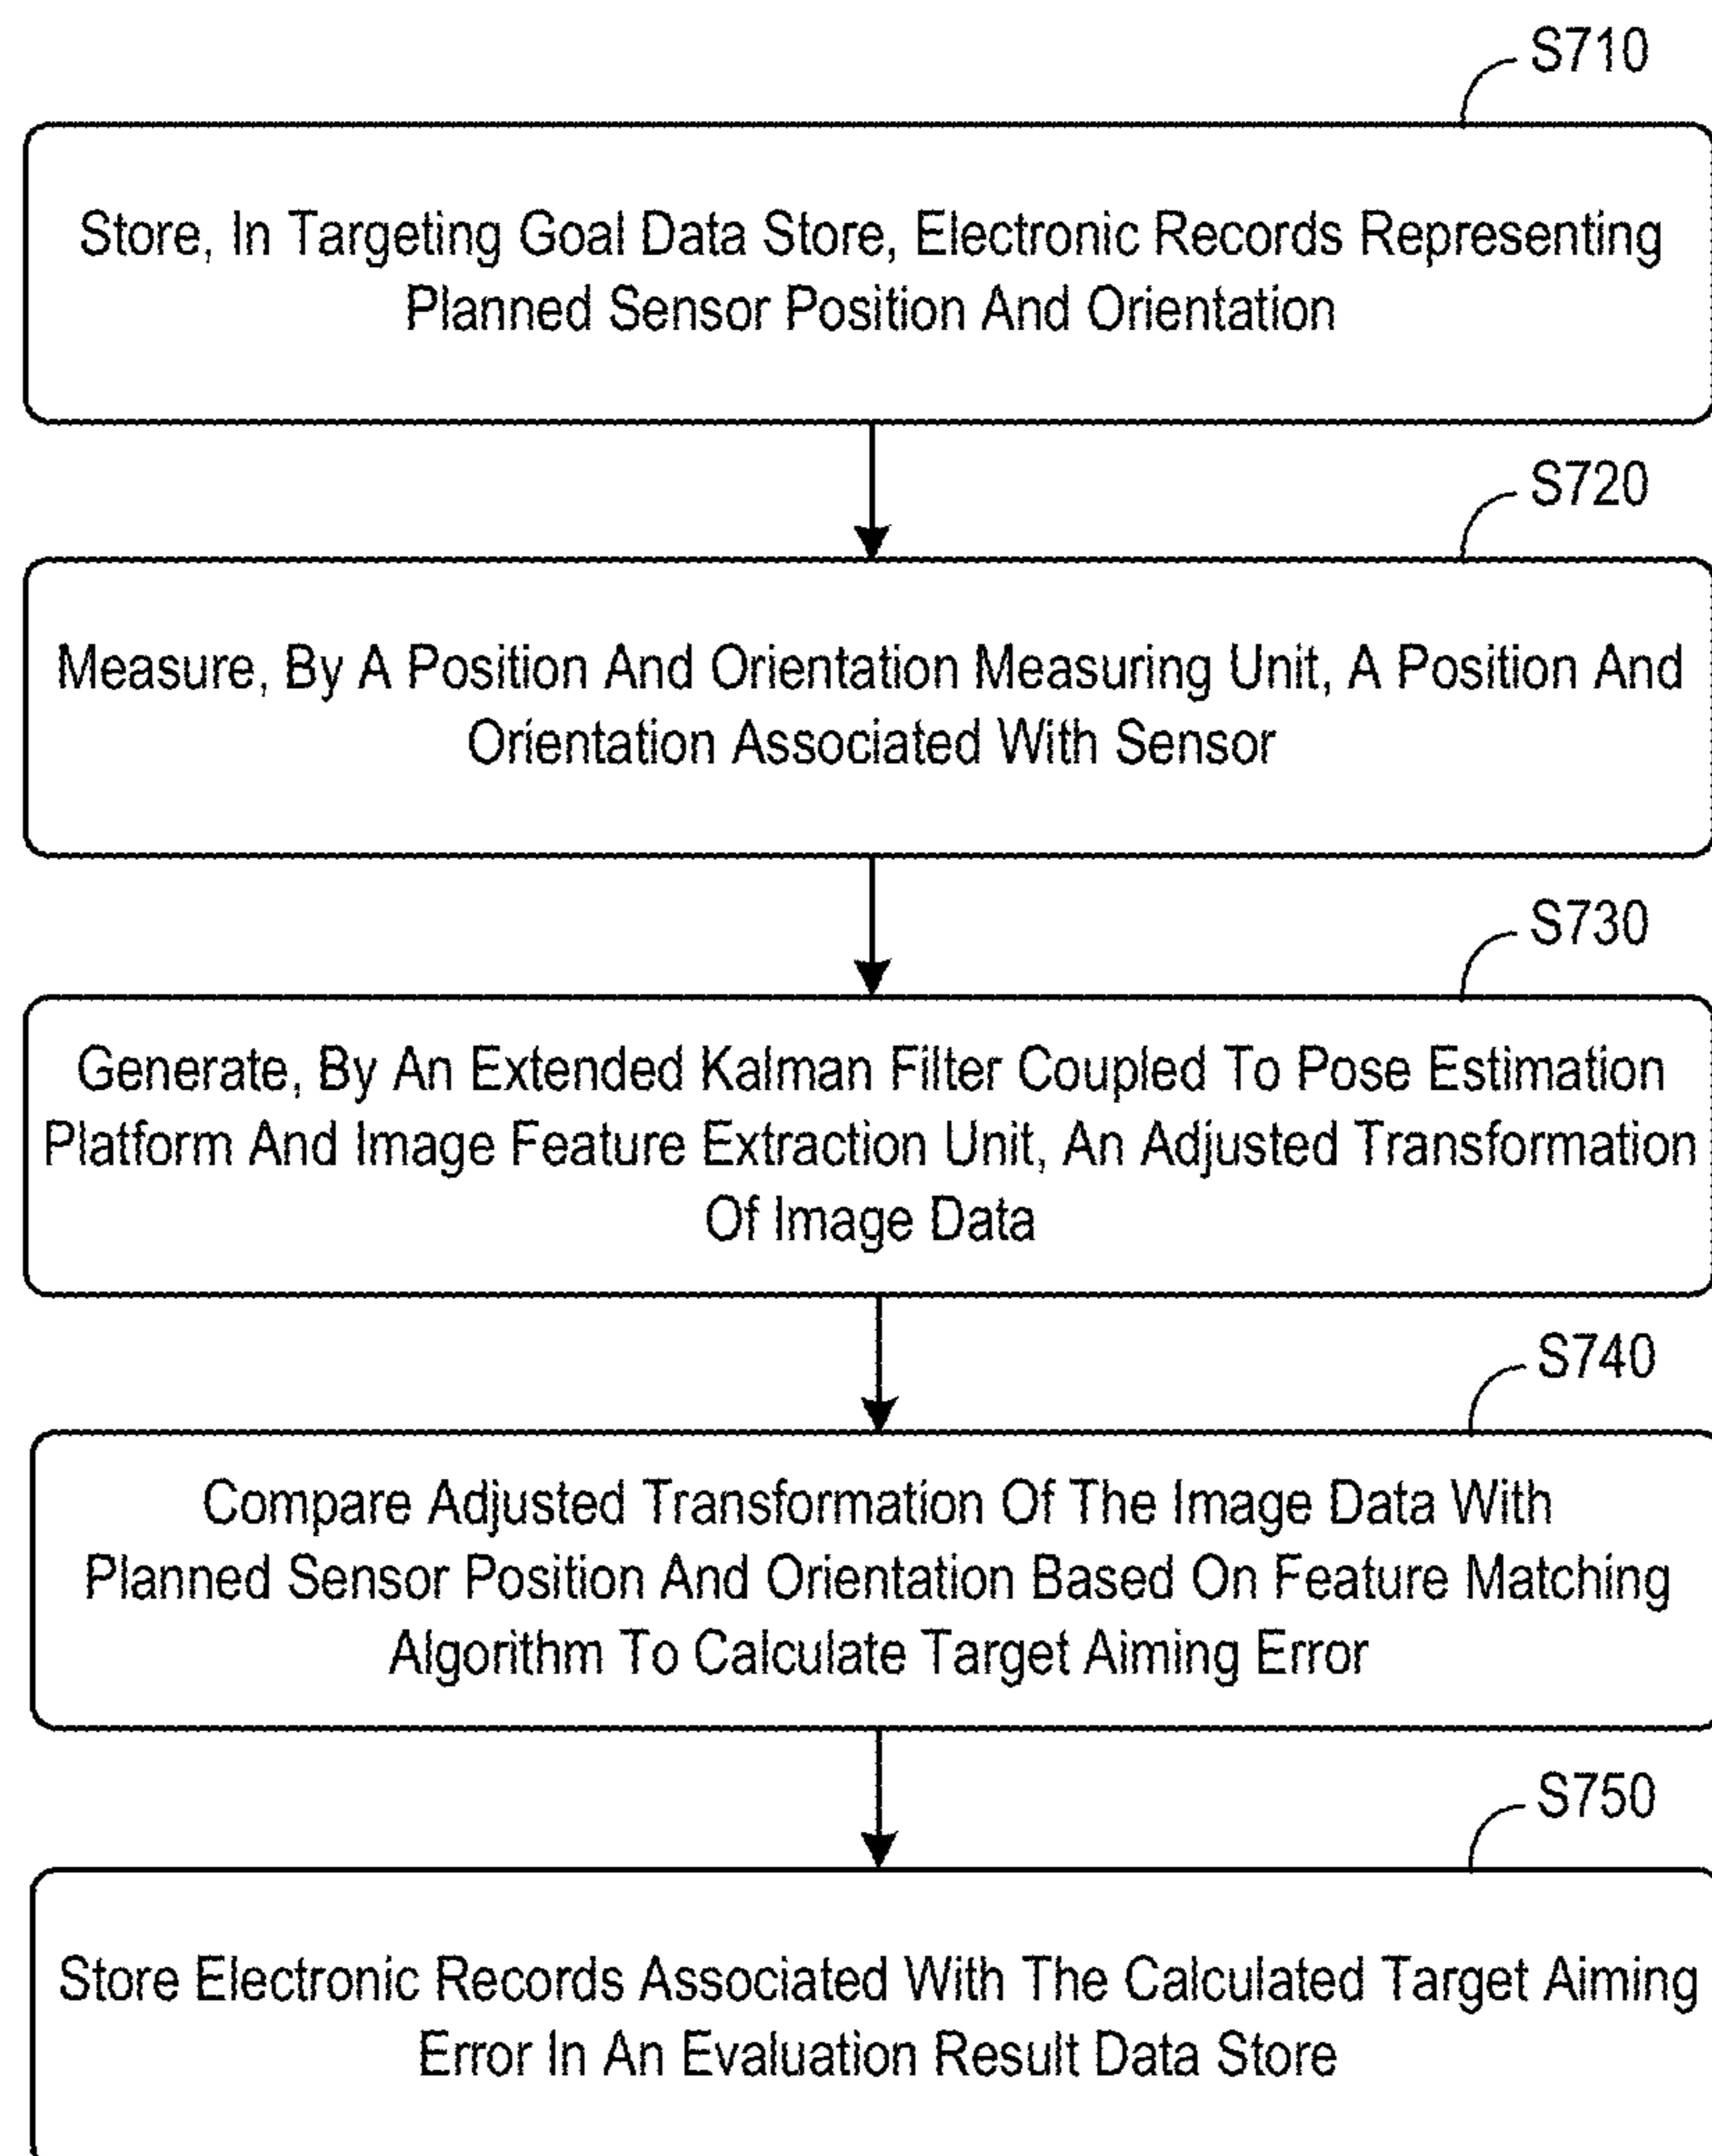 S710
Store, In Targeting Goal Data Store, Electronic Records Representing
Planned Sensor Position And Orientation
S720
Measure, By A Position And Orientation Measuring Unit, A Position And
Orientation Associated With Sensor
S730
Generate, By An Extended Kalman Filter Coupled To Pose Estimation
Platform And Image Feature Extraction Unit, An Adjusted Transformation
Of Image Data
S740
Compare Adjusted Transformation Of The Image Data With
Planned Sensor Position And Orientation Based On Feature Matching
Algorithm To Calculate Target Aiming Error
S750
Store Electronic Records Associated With The Calculated Target Aiming
Error In An Evaluation Result Data Store